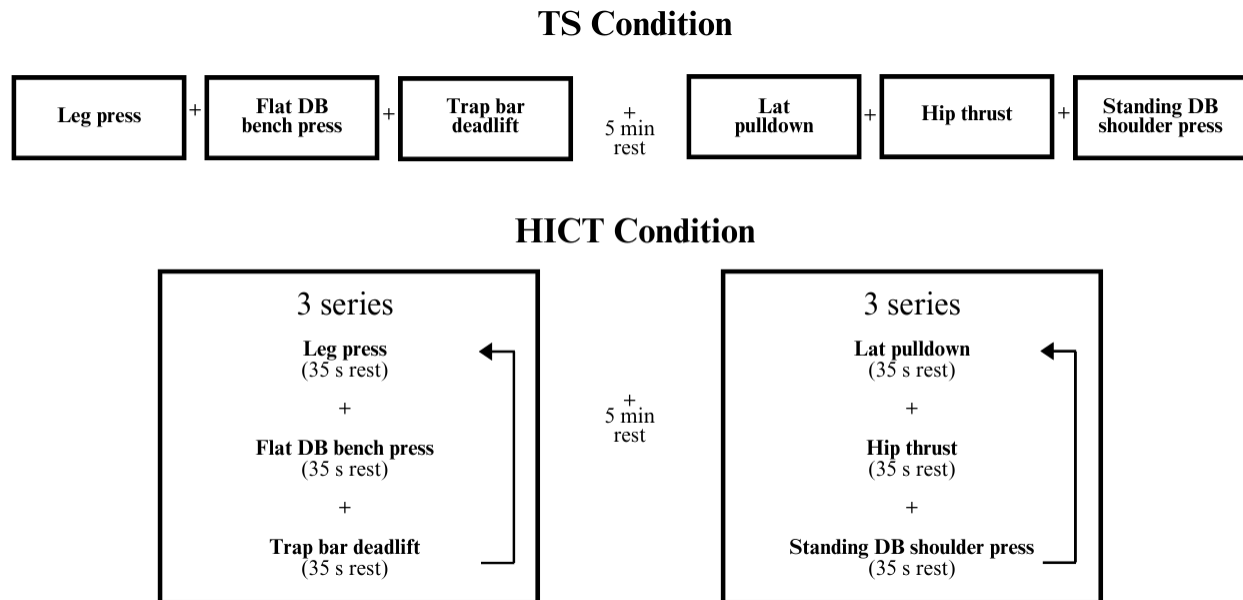 TS Condition
Leg press
+
Flat DB
bench press
+
Trap bar
deadlift
+
5 min
rest
Lat
pulldown
+
Hip thrust
+
Standing DB
shoulder press
HICT Condition
3 series
Leg press
(35 s rest)
+
Flat DB bench press
(35 s rest)
+
Trap bar deadlift
(35 s rest)
+
5 min
rest
3 series
Lat pulldown
(35 s rest)
+
Hip thrust
(35 s rest)
+
Standing DB shoulder press
(35 s rest)